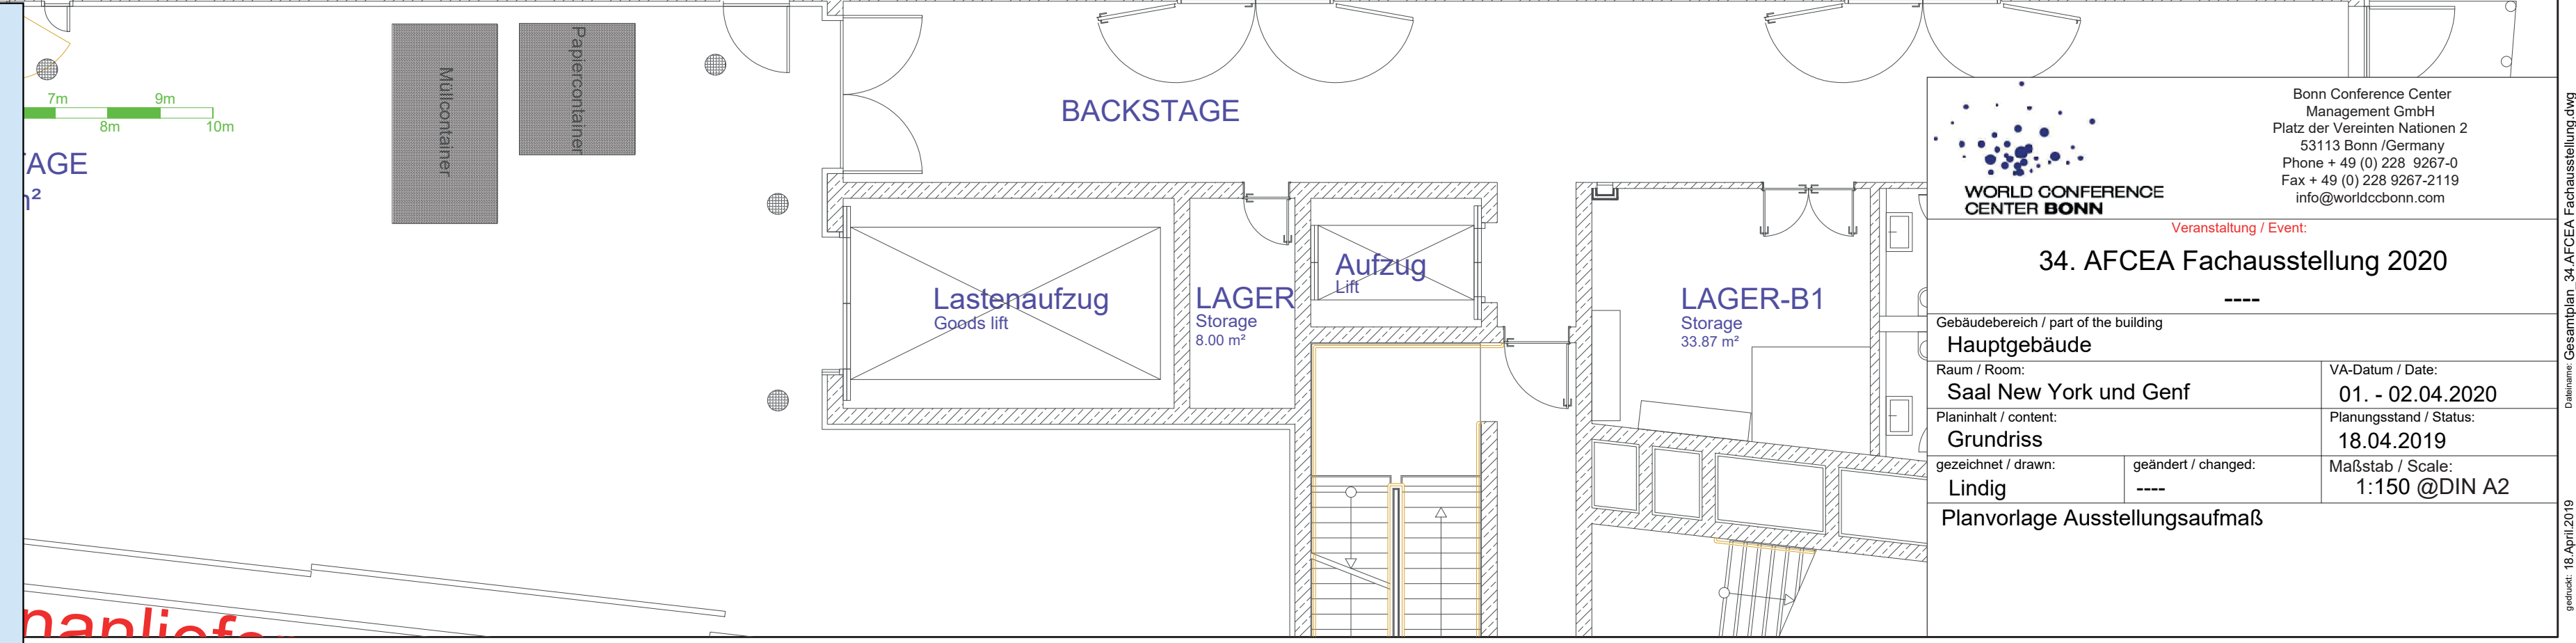 7m
9m
8m
10m
AGE
Müllcontainer
Papiercontainer
BACKSTAGE
Lastenaufzug
Goods lift
LAGER
Storage
8.00 m²
Aufzug
Lift
LAGER-B1
Storage
33.87 m²
WORLD CONFERENCE
CENTER BONN
Bonn Conference Center
Management GmbH
Platz der Vereinten Nationen 2
53113 Bonn /Germany
Phone + 49 (0) 228 9267-0
Fax + 49 (0) 228 9267-2119
info@worldccbonn.com
Veranstaltung / Event:
34. AFCEA Fachausstellung 2020
----
Gebäudebereich / part of the building
Hauptgebäude
Raum / Room:
Saal New York und Genf
VA-Datum / Date:
01. - 02.04.2020
Planinhalt / content:
Grundriss
Planungsstand / Status:
18.04.2019
gezeichnet / drawn:
Lindig
geändert / changed:
----
Maßstab / Scale:
1:150 @DIN A2
Planvorlage Ausstellungsaufmaß
Dateiname: Gesamtplan_34.AFCEA Fachausstellung.dwg
gedruckt: 18.April.2019